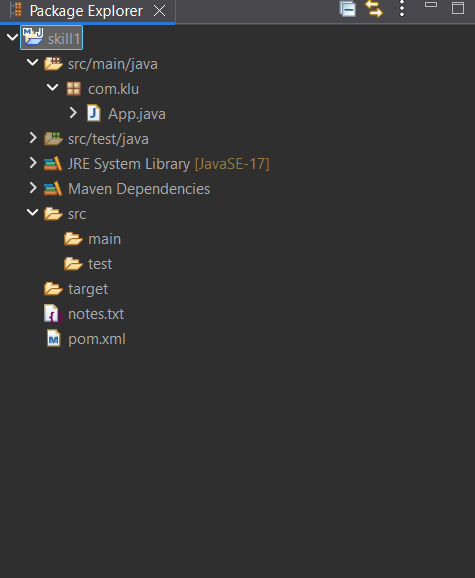 Package Explorer
skill1
src/main/java
com.klu
App.java
src/test/java
JRE System Library [JavaSE-17]
Maven Dependencies
src
main
test
target
notes.txt
pom.xml